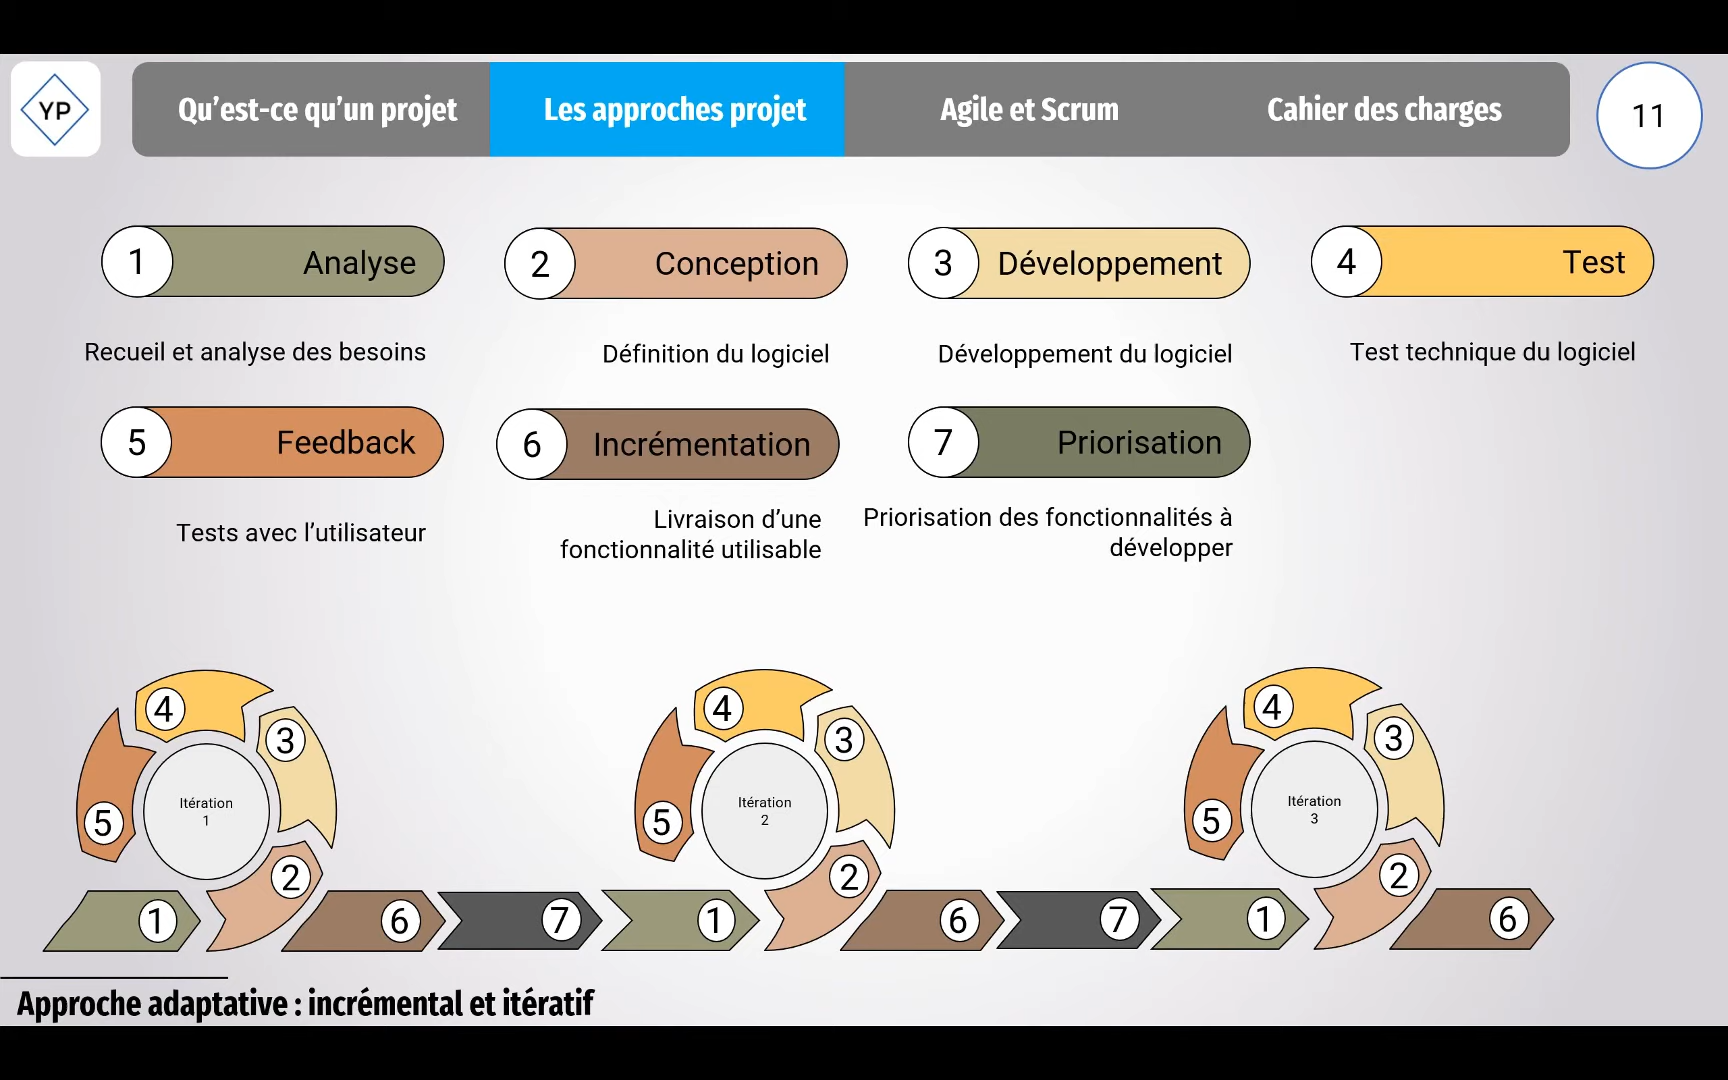 YP
Qu’est-ce qu’un projet
Les approches projet
Agile et Scrum
Cahier des charges
11
1 Analyse
2 Conception
3 Développement
4 Test
Recueil et analyse des besoins
Définition du logiciel
Développement du logiciel
Test technique du logiciel
5 Feedback
6 Incrémentation
7 Priorisation
Tests avec l’utilisateur
Livraison d’une
fonctionnalité utilisable
Priorisation des fonctionnalités à
développer
4
3
5
Itération
1
2
1
6
7
4
3
5
Itération
2
2
1
6
7
4
3
5
Itération
3
2
1
6
Approche adaptative : incrémental et itératif